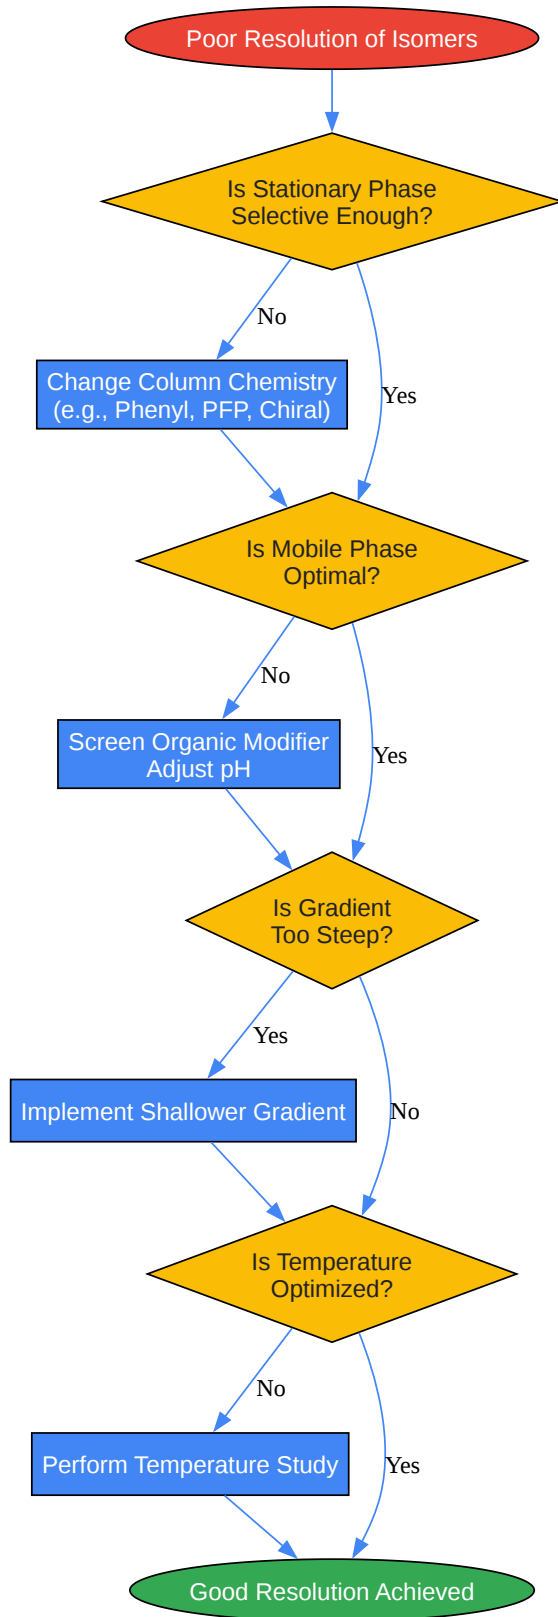 Poor Resolution of Isomers
Is Stationary Phase
Selective Enough?
No
Yes
Change Column Chemistry
(e.g., Phenyl, PFP, Chiral)
Is Mobile Phase
Optimal?
No
Yes
Screen Organic Modifier
Adjust pH
Is Gradient
Too Steep?
Yes
No
Implement Shallower Gradient
Is Temperature
Optimized?
No
Yes
Perform Temperature Study
Good Resolution Achieved